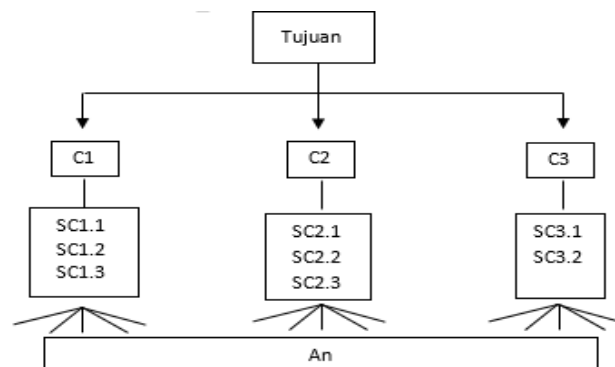 Tujuan
C1
C2
C3
SC1.1
SC1.2
SC1.3
SC2.1
SC2.2
SC2.3
SC3.1
SC3.2
An